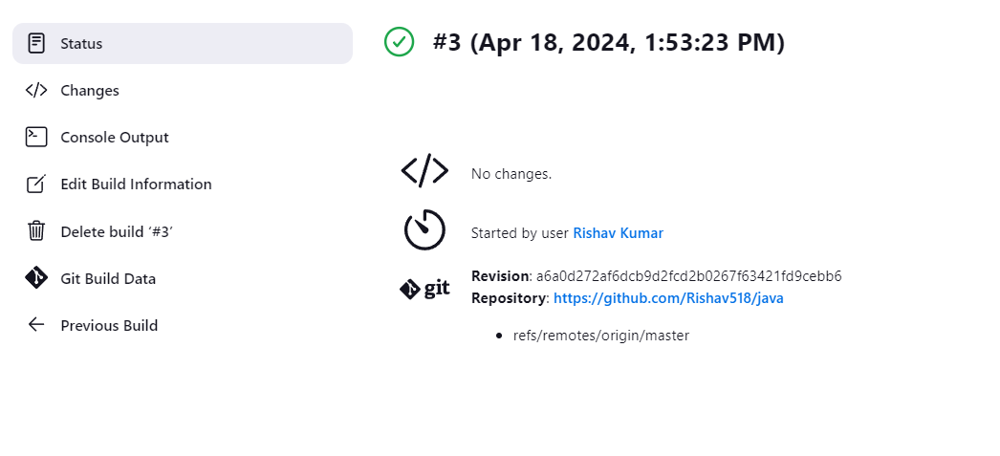 Status
Changes
Console Output
Edit Build Information
Delete build ‘#3’
Git Build Data
Previous Build
#3 (Apr 18, 2024, 1:53:23 PM)
No changes.
Started by user Rishav Kumar
git
Revision: a6a0d272af6dcb9d2fcd2b0267f63421fd9cebb6
Repository: https://github.com/Rishav518/java
refs/remotes/origin/master